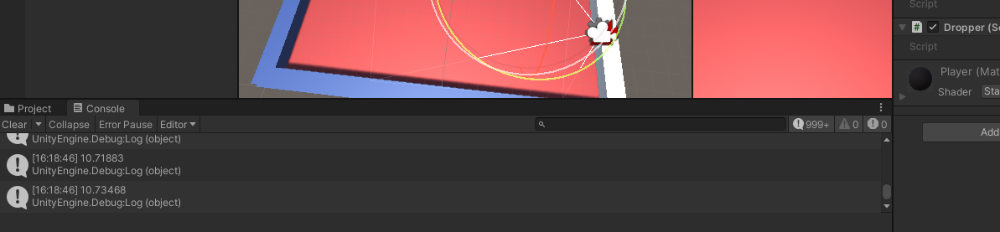 Script
Dropper (Sc
Script
Player (Mat
Shader Sta
Add
Project Console
Clear Collapse Error Pause Editor 999+ 0 0
UnityEngine.Debug:Log (object)
[16:18:46] 10.71883
UnityEngine.Debug:Log (object)
[16:18:46] 10.73468
UnityEngine.Debug:Log (object)